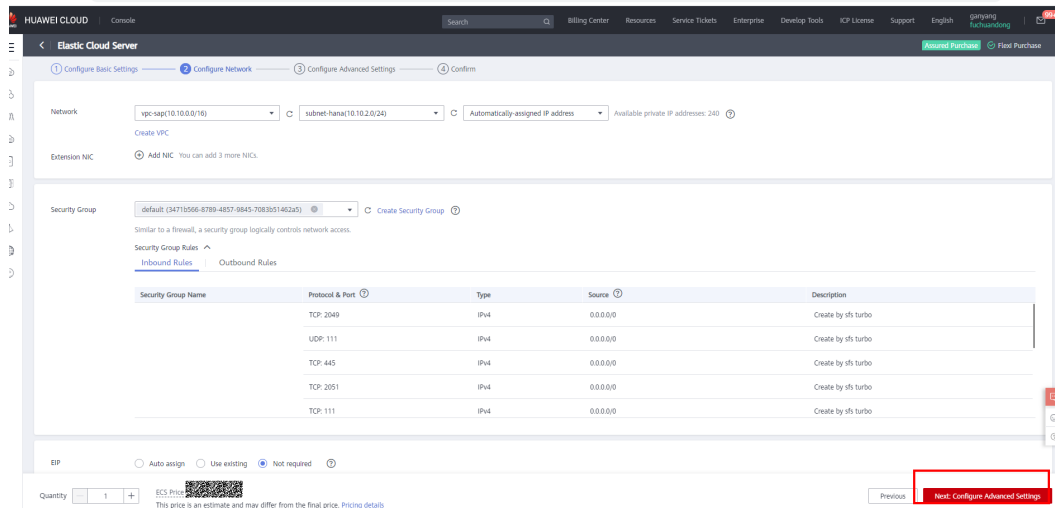 HUAWEI CLOUD | Console Search Billing Center Resources Service Tickets Enterprise Develop Tools ICP License Support English ganyang
fuchuandong 99+
Elastic Cloud Server Assured Purchase Flexi Purchase
1 Configure Basic Settings 2 Configure Network 3 Configure Advanced Settings 4 Confirm
Network vpc-sap(10.10.0.0/16) subnet-hana(10.10.2.0/24) Automatically-assigned IP address Available private IP addresses: 240 ?
Create VPC
Extension NIC Add NIC You can add 3 more NICs.
Security Group default (3471b566-8789-4857-9845-7083b51462a5) Create Security Group ?
Similar to a firewall, a security group logically controls network access.
Security Group Rules
Inbound Rules | Outbound Rules
Security Group Name Protocol & Port ? Type Source ? Description
TCP: 2049 IPv4 0.0.0.0/0 Create by sfs turbo
UDP: 111 IPv4 0.0.0.0/0 Create by sfs turbo
TCP: 445 IPv4 0.0.0.0/0 Create by sfs turbo
TCP: 2051 IPv4 0.0.0.0/0 Create by sfs turbo
TCP: 111 IPv4 0.0.0.0/0 Create by sfs turbo
EIP Auto assign Use existing Not required ?
Quantity - 1 + ECS Price Previous Next: Configure Advanced Settings
This price is an estimate and may differ from the final price. Pricing details